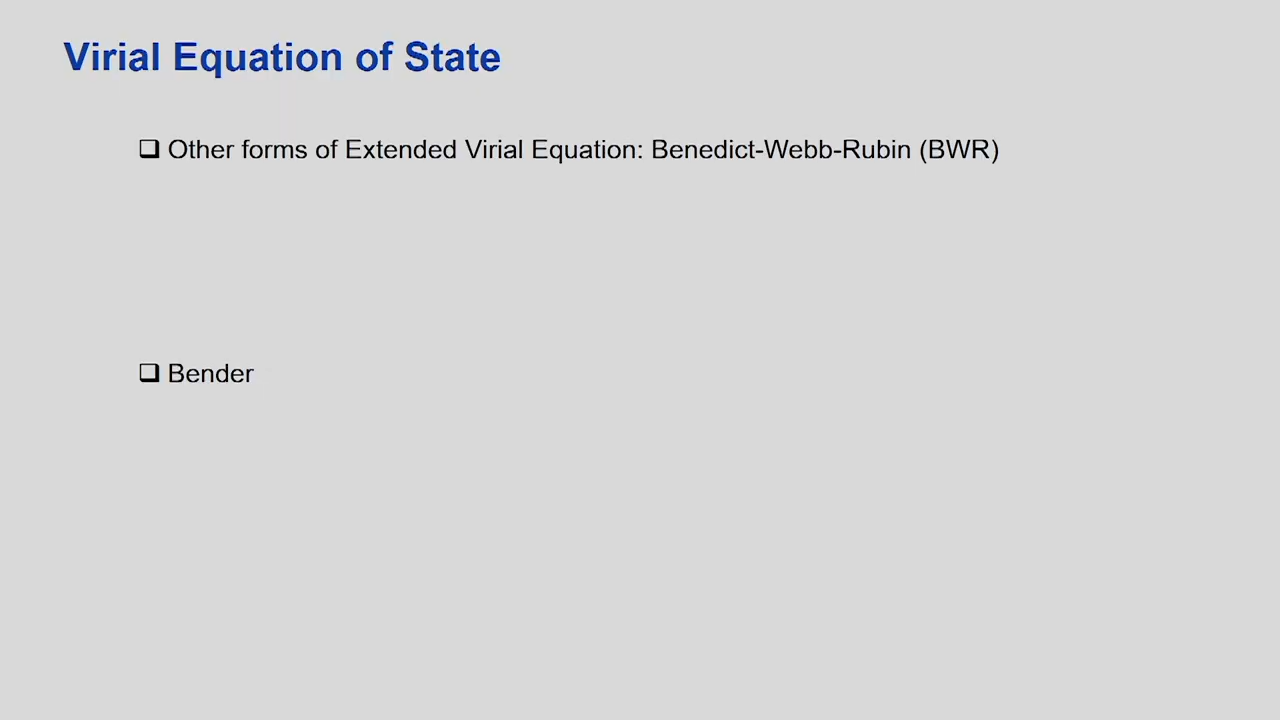 Virial Equation of State
❑ Other forms of Extended Virial Equation: Benedict-Webb-Rubin (BWR)
❑ Bender